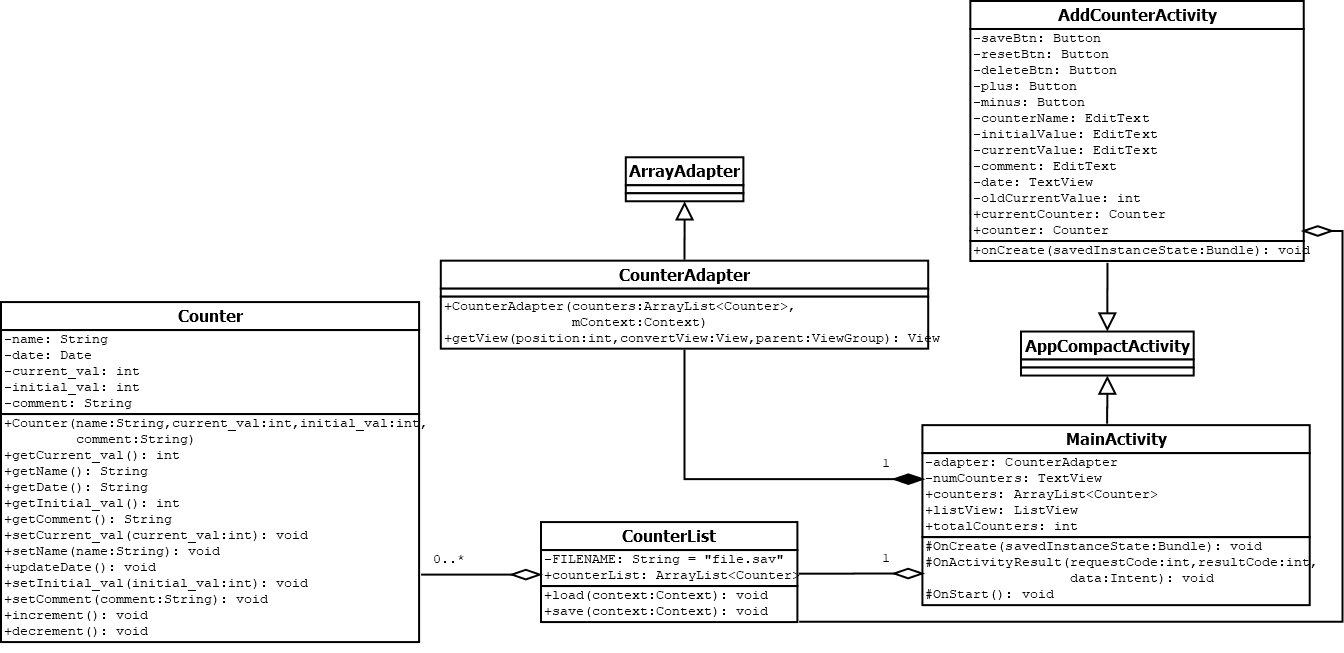 AddCounterActivity
-saveBtn: Button
-resetBtn: Button
-deleteBtn: Button
-plus: Button
-minus: Button
-counterName: EditText
-initialValue: EditText
-currentValue: EditText
-comment: EditText
-date: TextView
-oldCurrentValue: int
+currentCounter: Counter
+counter: Counter
+onCreate(savedInstanceState:Bundle): void
ArrayAdapter
CounterAdapter
+CounterAdapter(counters:ArrayList<Counter>,
mContext:Context)
+getView(position:int,convertView:View,parent:ViewGroup): View
AppCompactActivity
Counter
-name: String
-date: Date
-current_val: int
-initial_val: int
-comment: String
+Counter(name:String,current_val:int,initial_val:int,
comment:String)
+getCurrent_val(): int
+getName(): String
+getDate(): String
+getInitial_val(): int
+getComment(): String
+setCurrent_val(current_val:int): void
+setName(name:String): void
+updateDate(): void
+setInitial_val(initial_val:int): void
+setComment(comment:String): void
+increment(): void
+decrement(): void
MainActivity
-adapter: CounterAdapter
-numCounters: TextView
+counters: ArrayList<Counter>
+listView: ListView
+totalCounters: int
#OnCreate(savedInstanceState:Bundle): void
#OnActivityResult(requestCode:int,resultCode:int,
data:Intent): void
#OnStart(): void
1
0..*
CounterList
-FILENAME: String = "file.sav"
+counterList: ArrayList<Counter>
+load(context:Context): void
+save(context:Context): void
1